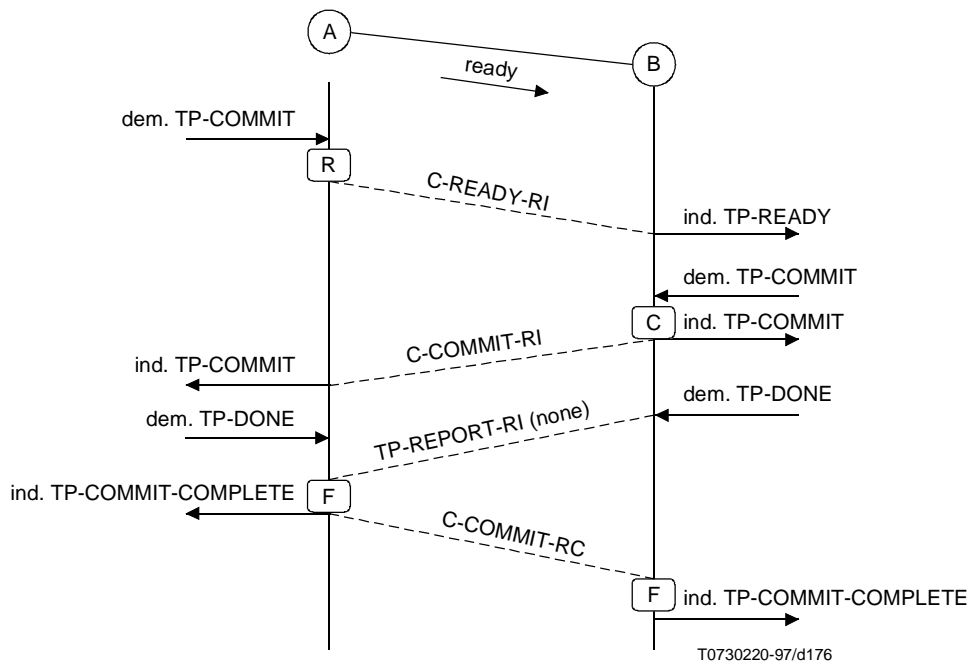 A
B
ready
dem. TP-COMMIT
R
C-READY-RI
ind. TP-READY
dem. TP-COMMIT
C
ind. TP-COMMIT
C-COMMIT-RI
ind. TP-COMMIT
dem. TP-DONE
dem. TP-DONE
TP-REPORT-RI (none)
ind. TP-COMMIT-COMPLETE
F
C-COMMIT-RC
F
ind. TP-COMMIT-COMPLETE
T0730220-97/d176